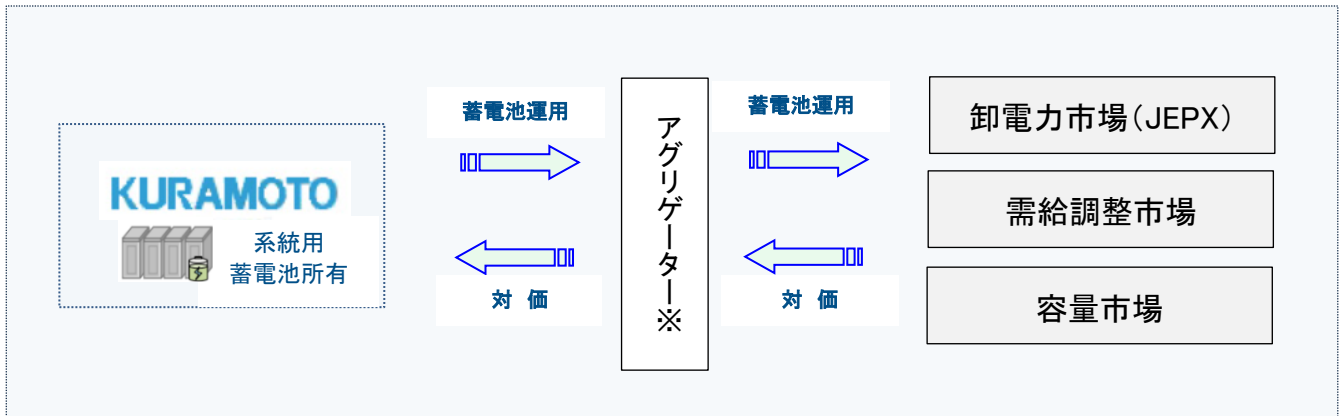 KURAMOTO
系統用
蓄電池所有
蓄電池運用
対 価
アグリゲーター※
蓄電池運用
対 価
卸電力市場(JEPX)
需給調整市場
容量市場